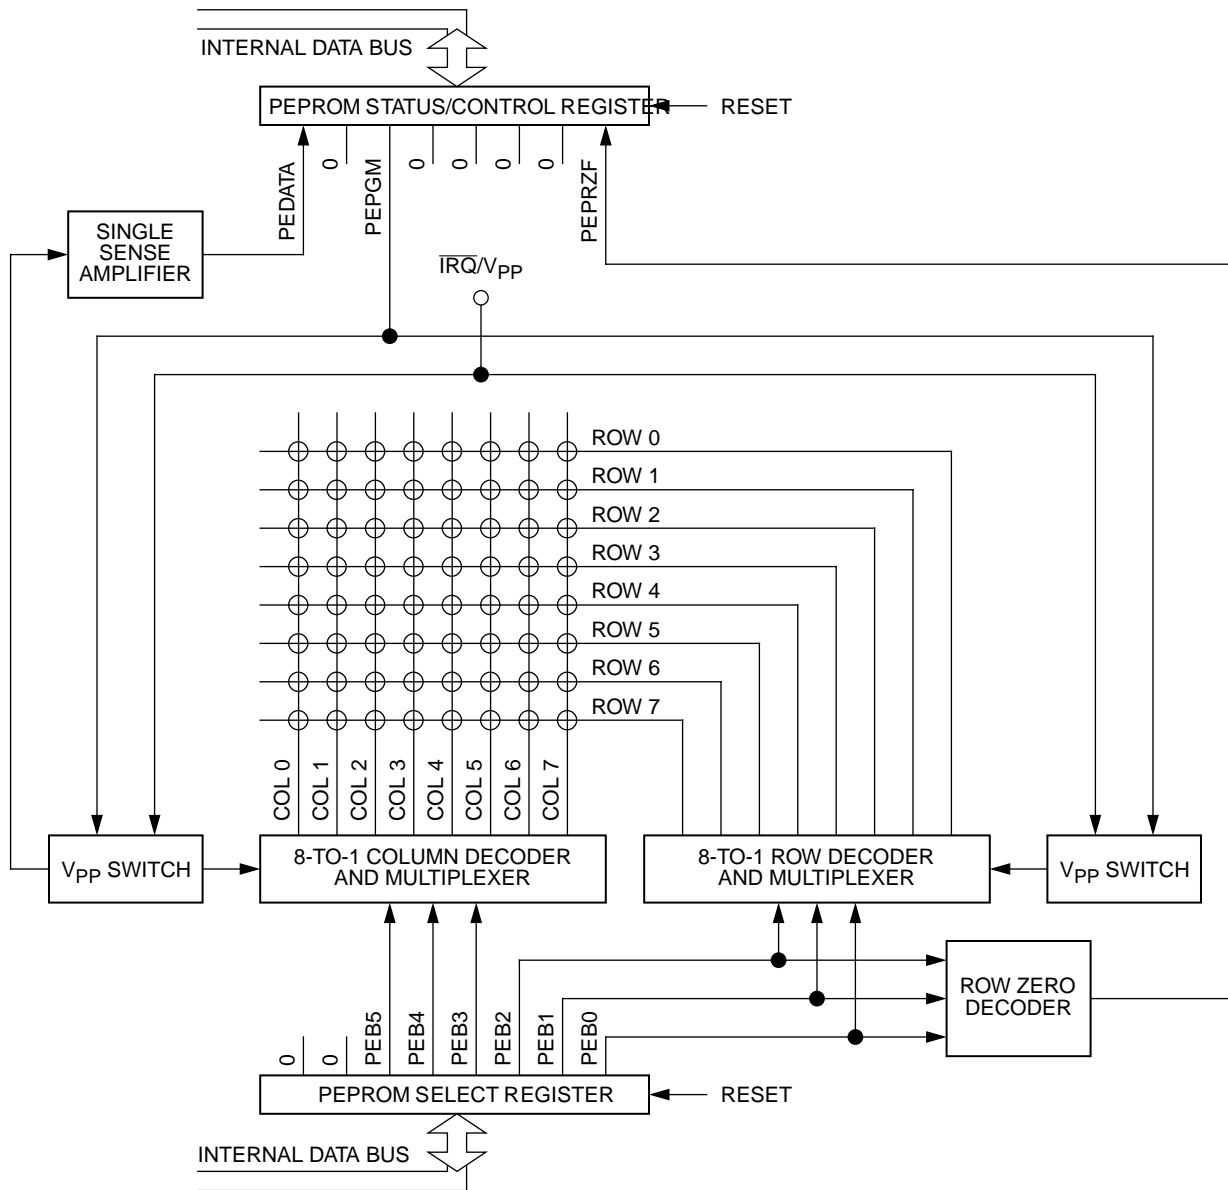 INTERNAL DATA BUS
PEPROM STATUS/CONTROL REGISTER
RESET
PEDATA
0
PEPGM
0
0
0
0
PEPRZF
SINGLE
SENSE
AMPLIFIER
IRQ/VPP
ROW 0
ROW 1
ROW 2
ROW 3
ROW 4
ROW 5
ROW 6
ROW 7
COL 0
COL 1
COL 2
COL 3
COL 4
COL 5
COL 6
COL 7
VPP SWITCH
8-TO-1 COLUMN DECODER
AND MULTIPLEXER
8-TO-1 ROW DECODER
AND MULTIPLEXER
VPP SWITCH
ROW ZERO
DECODER
0
0
PEB5
PEB4
PEB3
PEB2
PEB1
PEB0
PEPROM SELECT REGISTER
RESET
INTERNAL DATA BUS